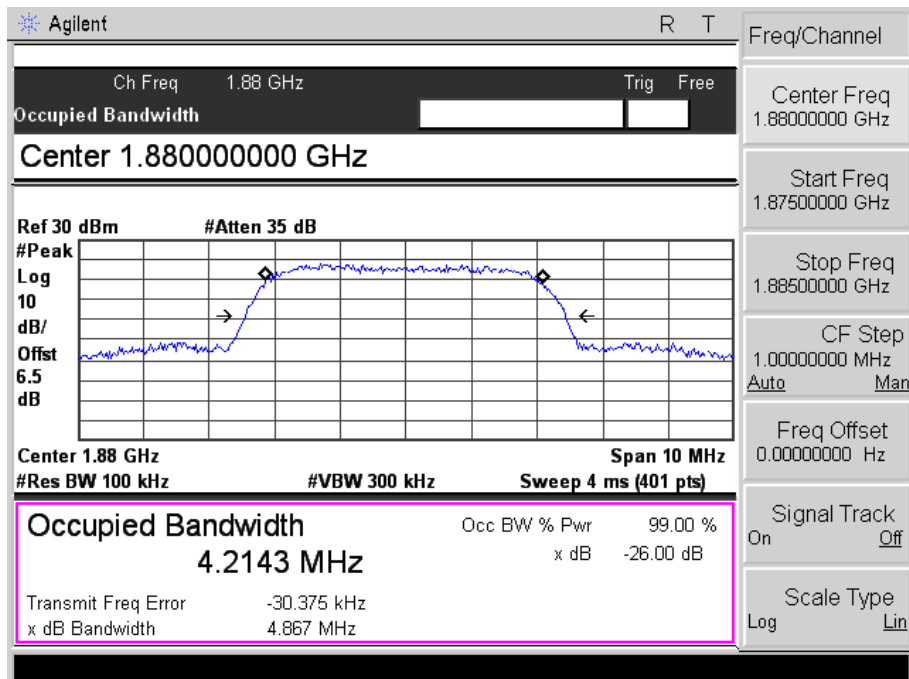 Agilent
R T
Ch Freq 1.88 GHz Trig Free
Occupied Bandwidth
Center 1.880000000 GHz
Ref 30 dBm #Atten 35 dB
#Peak
Log
10
dB/
Offst
6.5
dB
Center 1.88 GHz Span 10 MHz
#Res BW 100 kHz #VBW 300 kHz Sweep 4 ms (401 pts)
Occupied Bandwidth
4.2143 MHz
Occ BW % Pwr 99.00 %
x dB -26.00 dB
Transmit Freq Error -30.375 kHz
x dB Bandwidth 4.867 MHz
Freq/Channel
Center Freq
1.88000000 GHz
Start Freq
1.87500000 GHz
Stop Freq
1.88500000 GHz
CF Step
1.00000000 MHz
Auto Man
Freq Offset
0.00000000 Hz
Signal Track
On Off
Scale Type
Log Lin